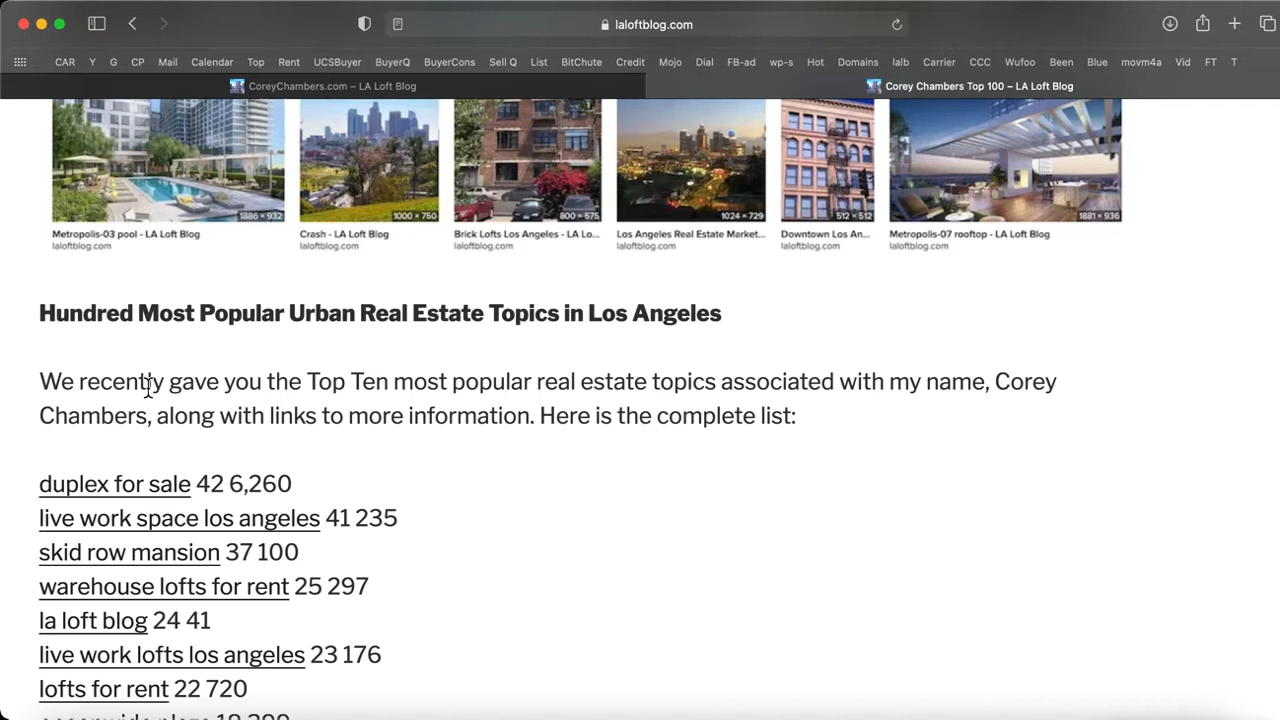 laloftblog.com
CAR Y G CP Mail Calendar Top Rent UCSBuyer BuyerQ BuyerCons Sell Q List BitChute Credit Mojo Dial FB-ad wp-s Hot Domains lalb Carrier CCC Wufoo Been Blue movm4a Vid FT T
CoreyChambers.com – LA Loft Blog
Corey Chambers Top 100 – LA Loft Blog
1886 × 932
1000 × 750
800 × 575
1024 × 729
512 × 512
1881 × 936
Metropolis-03 pool - LA Loft Blog
laloftblog.com
Crash - LA Loft Blog
laloftblog.com
Brick Lofts Los Angeles - LA Lo...
laloftblog.com
Los Angeles Real Estate Market...
laloftblog.com
Downtown Los An...
laloftblog.com
Metropolis-07 rooftop - LA Loft Blog
laloftblog.com
Hundred Most Popular Urban Real Estate Topics in Los Angeles
We recently gave you the Top Ten most popular real estate topics associated with my name, Corey
Chambers, along with links to more information. Here is the complete list:
duplex for sale 42 6,260
live work space los angeles 41 235
skid row mansion 37 100
warehouse lofts for rent 25 297
la loft blog 24 41
live work lofts los angeles 23 176
lofts for rent 22 720